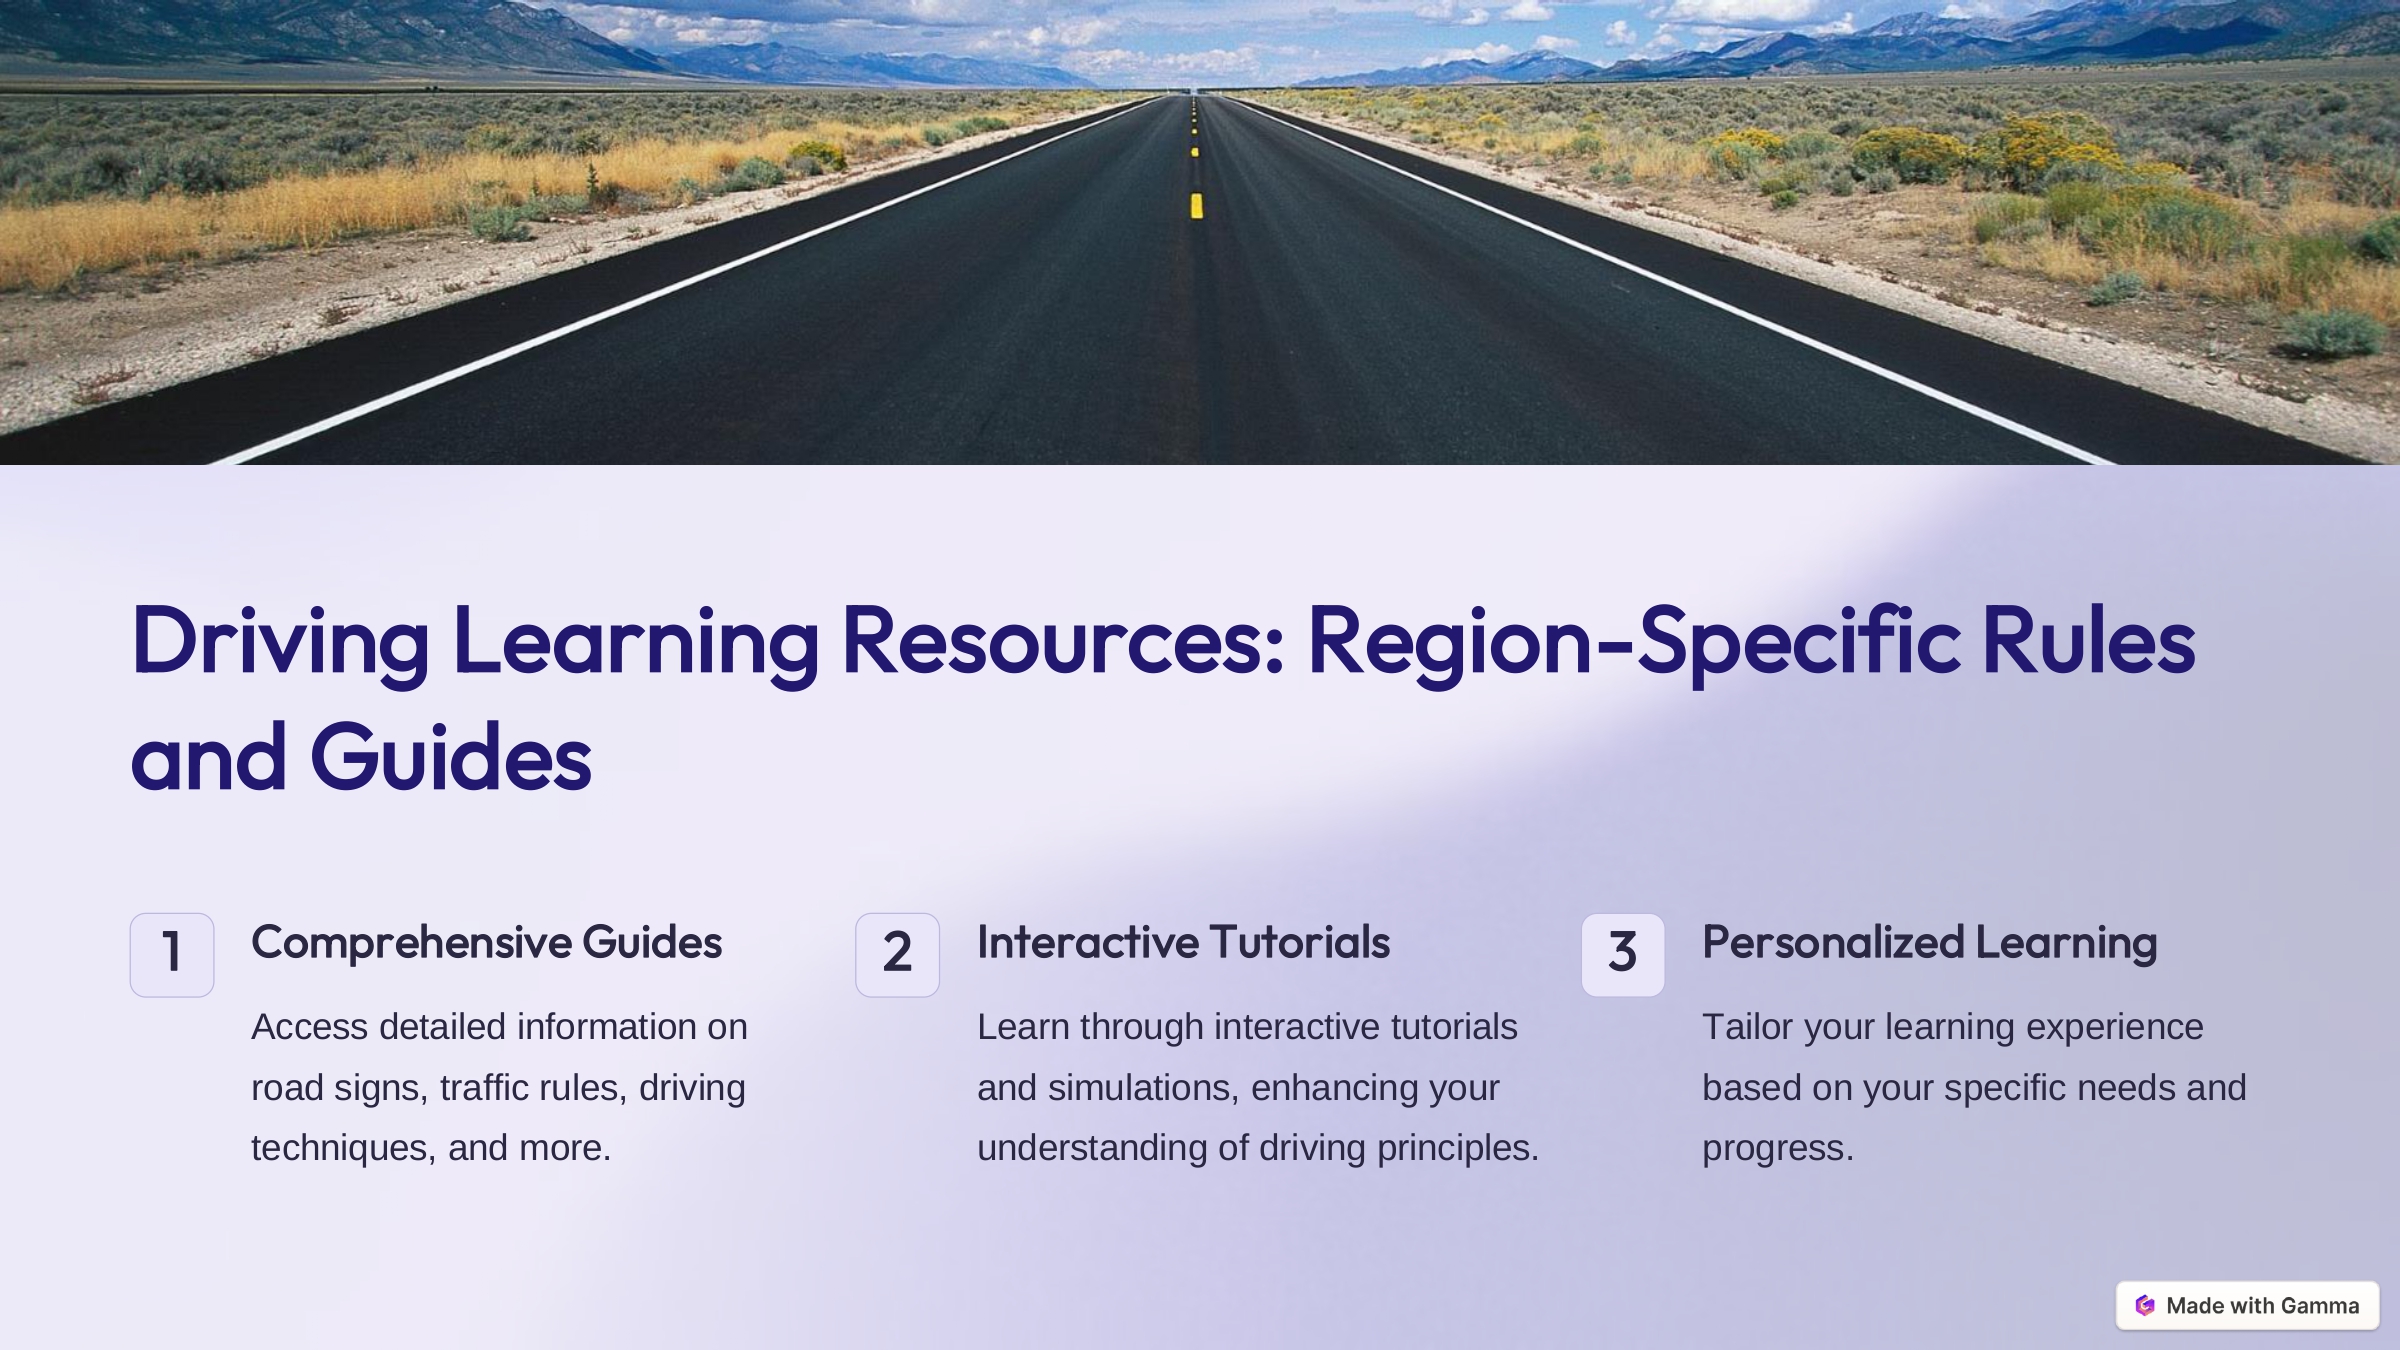 Driving Learning Resources: Region-Specific Rules
and Guides
1
Comprehensive Guides
Access detailed information on
road signs, traffic rules, driving
techniques, and more.
2
Interactive Tutorials
Learn through interactive tutorials
and simulations, enhancing your
understanding of driving principles.
3
Personalized Learning
Tailor your learning experience
based on your specific needs and
progress.
Made with Gamma